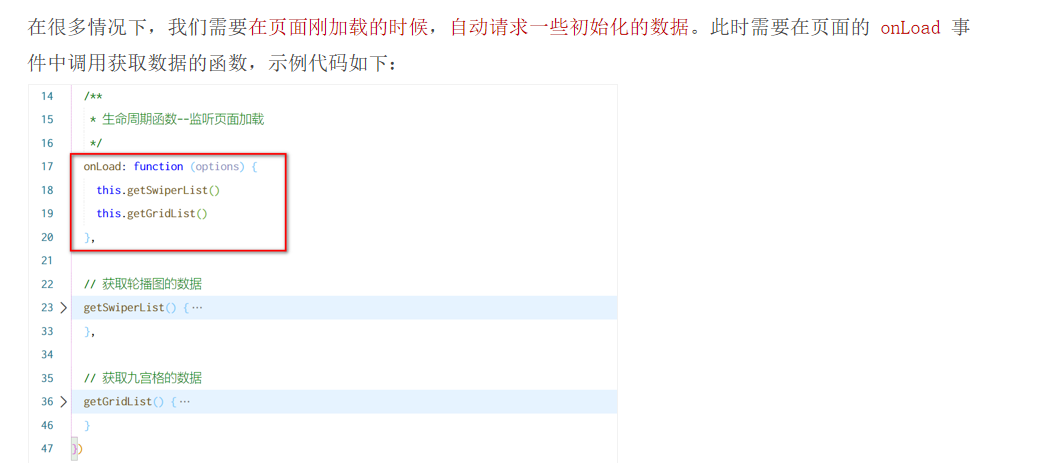 在很多情况下，我们需要在页面刚加载的时候，自动请求一些初始化的数据。此时需要在页面的 onLoad 事
件中调用获取数据的函数，示例代码如下：
14 /**
15 * 生命周期函数--监听页面加载
16 */
17 onLoad: function (options) {
18 this.getSwiperList()
19 this.getGridList()
20 },
21
22 // 获取轮播图的数据
23 > getSwiperList() { ···
33 },
34
35 // 获取九宫格的数据
36 > getGridList() { ···
46 }
47 })